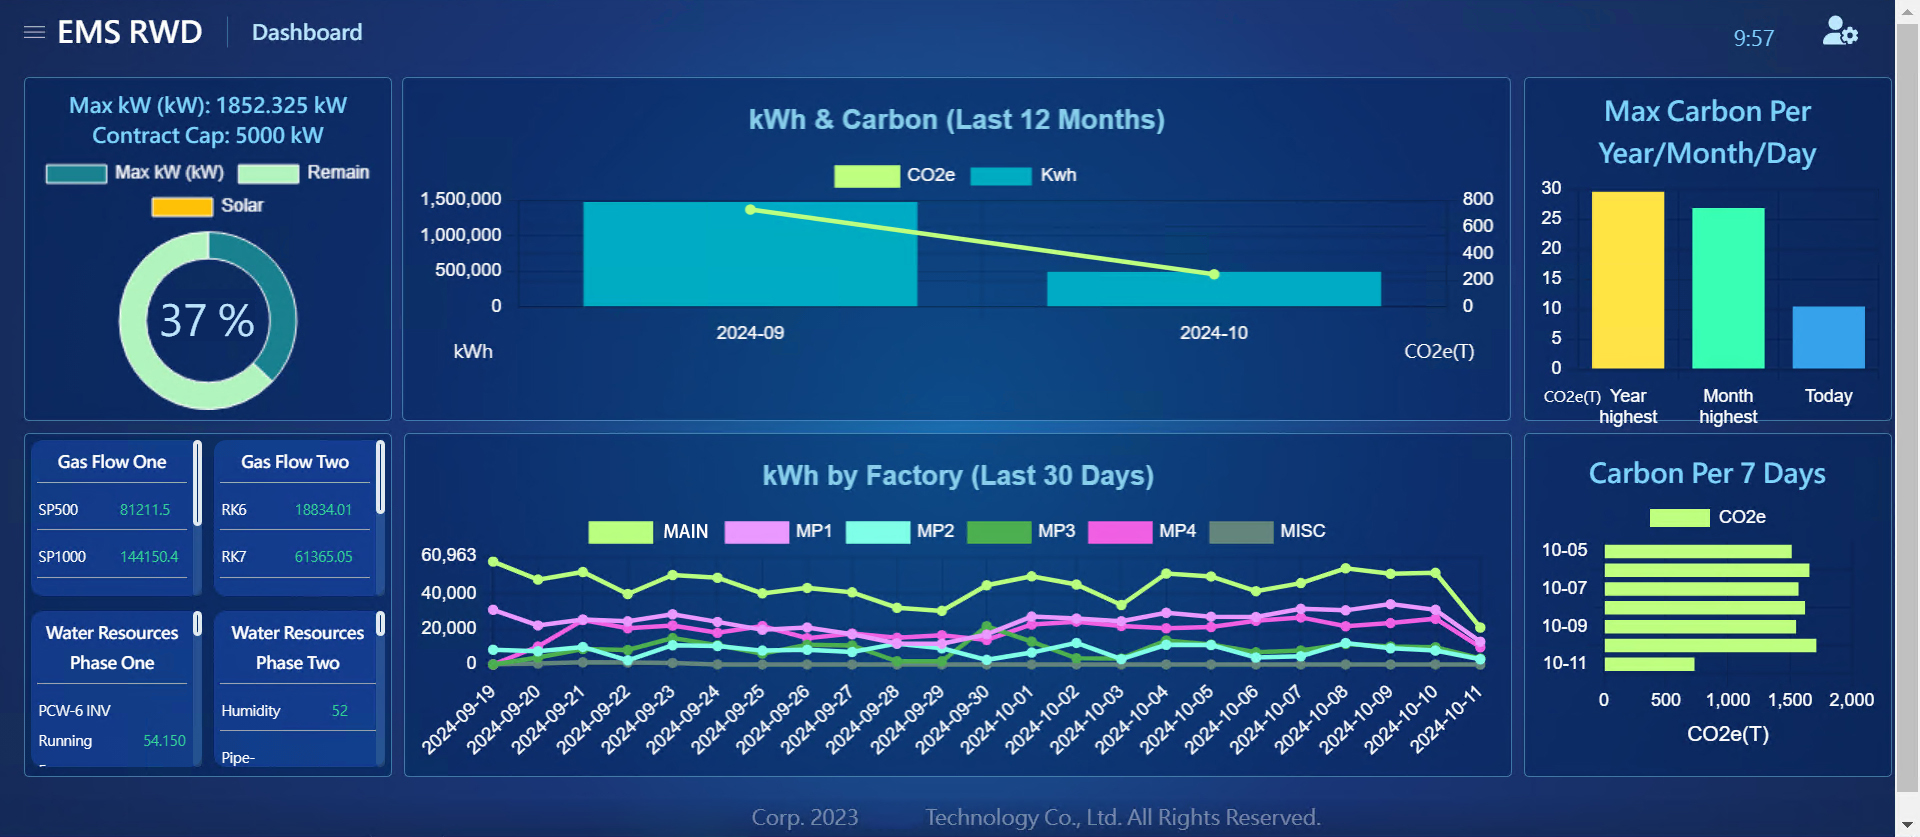 EMS RWD
Dashboard
9:57
Max kW (kW): 1852.325 kW
Contract Cap: 5000 kW
Max kW (kW)
Remain
Solar
37 %
kWh & Carbon (Last 12 Months)
CO2e
Kwh
1,500,000
1,000,000
500,000
0
800
600
400
200
0
2024-09
2024-10
kWh
CO2e(T)
Max Carbon Per
Year/Month/Day
30
25
20
15
10
5
0
CO2e(T)
Year
highest
Month
highest
Today
Gas Flow One
SP500 81211.5
SP1000 144150.4
Gas Flow Two
RK6 18834.01
RK7 61365.05
Water Resources
Phase One
PCW-6 INV
Running 54.150
Water Resources
Phase Two
Humidity 52
Pipe-
kWh by Factory (Last 30 Days)
MAIN
MP1
MP2
MP3
MP4
MISC
60,963
40,000
20,000
0
2024-09-19
2024-09-20
2024-09-21
2024-09-22
2024-09-23
2024-09-24
2024-09-25
2024-09-26
2024-09-27
2024-09-28
2024-09-29
2024-09-30
2024-10-01
2024-10-02
2024-10-03
2024-10-04
2024-10-05
2024-10-06
2024-10-07
2024-10-08
2024-10-09
2024-10-10
2024-10-11
Carbon Per 7 Days
CO2e
10-05
10-07
10-09
10-11
0
500
1,000
1,500
2,000
CO2e(T)
Corp. 2023 Technology Co., Ltd. All Rights Reserved.